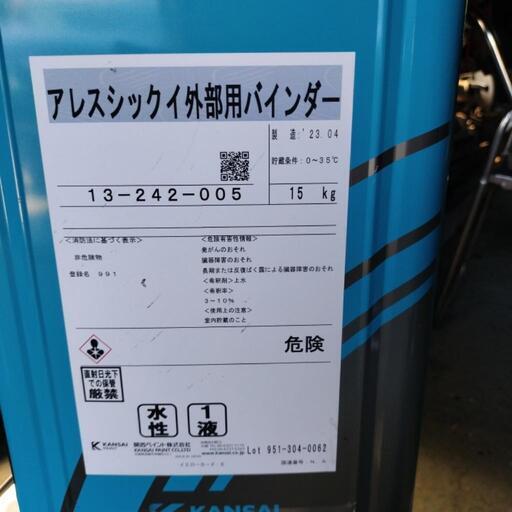 アレスシックイ外部用バインダー
製 造:'23.04
貯蔵条件:0～35℃
13-242-005
15 kg
<消防法に基づく表示>
非危険物
登録名 991
<危険有害性情報>
発がんのおそれ
臓器障害のおそれ
長期または反復ばく露による臓器障害のおそれ
<希釈剤>上水
<希釈率>
3～10%
<使用上の注意>
室内貯蔵のこと
危険
直射日光下
での保管
厳禁
水性
1液
KANSAI
PAINT
関西ペイント株式会社
KANSAI PAINT CO.,LTD.
www.kansai.co.jp
Lot 951-304-0062
KANSAI